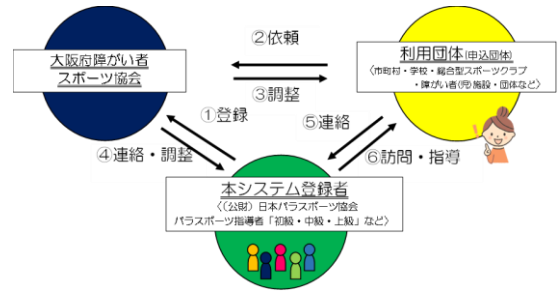 大阪府障がい者
スポーツ協会
②依頼
③調整
利用団体(申込団体)
〈市町村・学校・総合型スポーツクラブ
・障がい者(児)施設・団体など〉
①登録
④連絡・調整
⑤連絡
⑥訪問・指導
本システム登録者
〈(公財)日本パラスポーツ協会
パラスポーツ指導者「初級・中級・上級」など〉